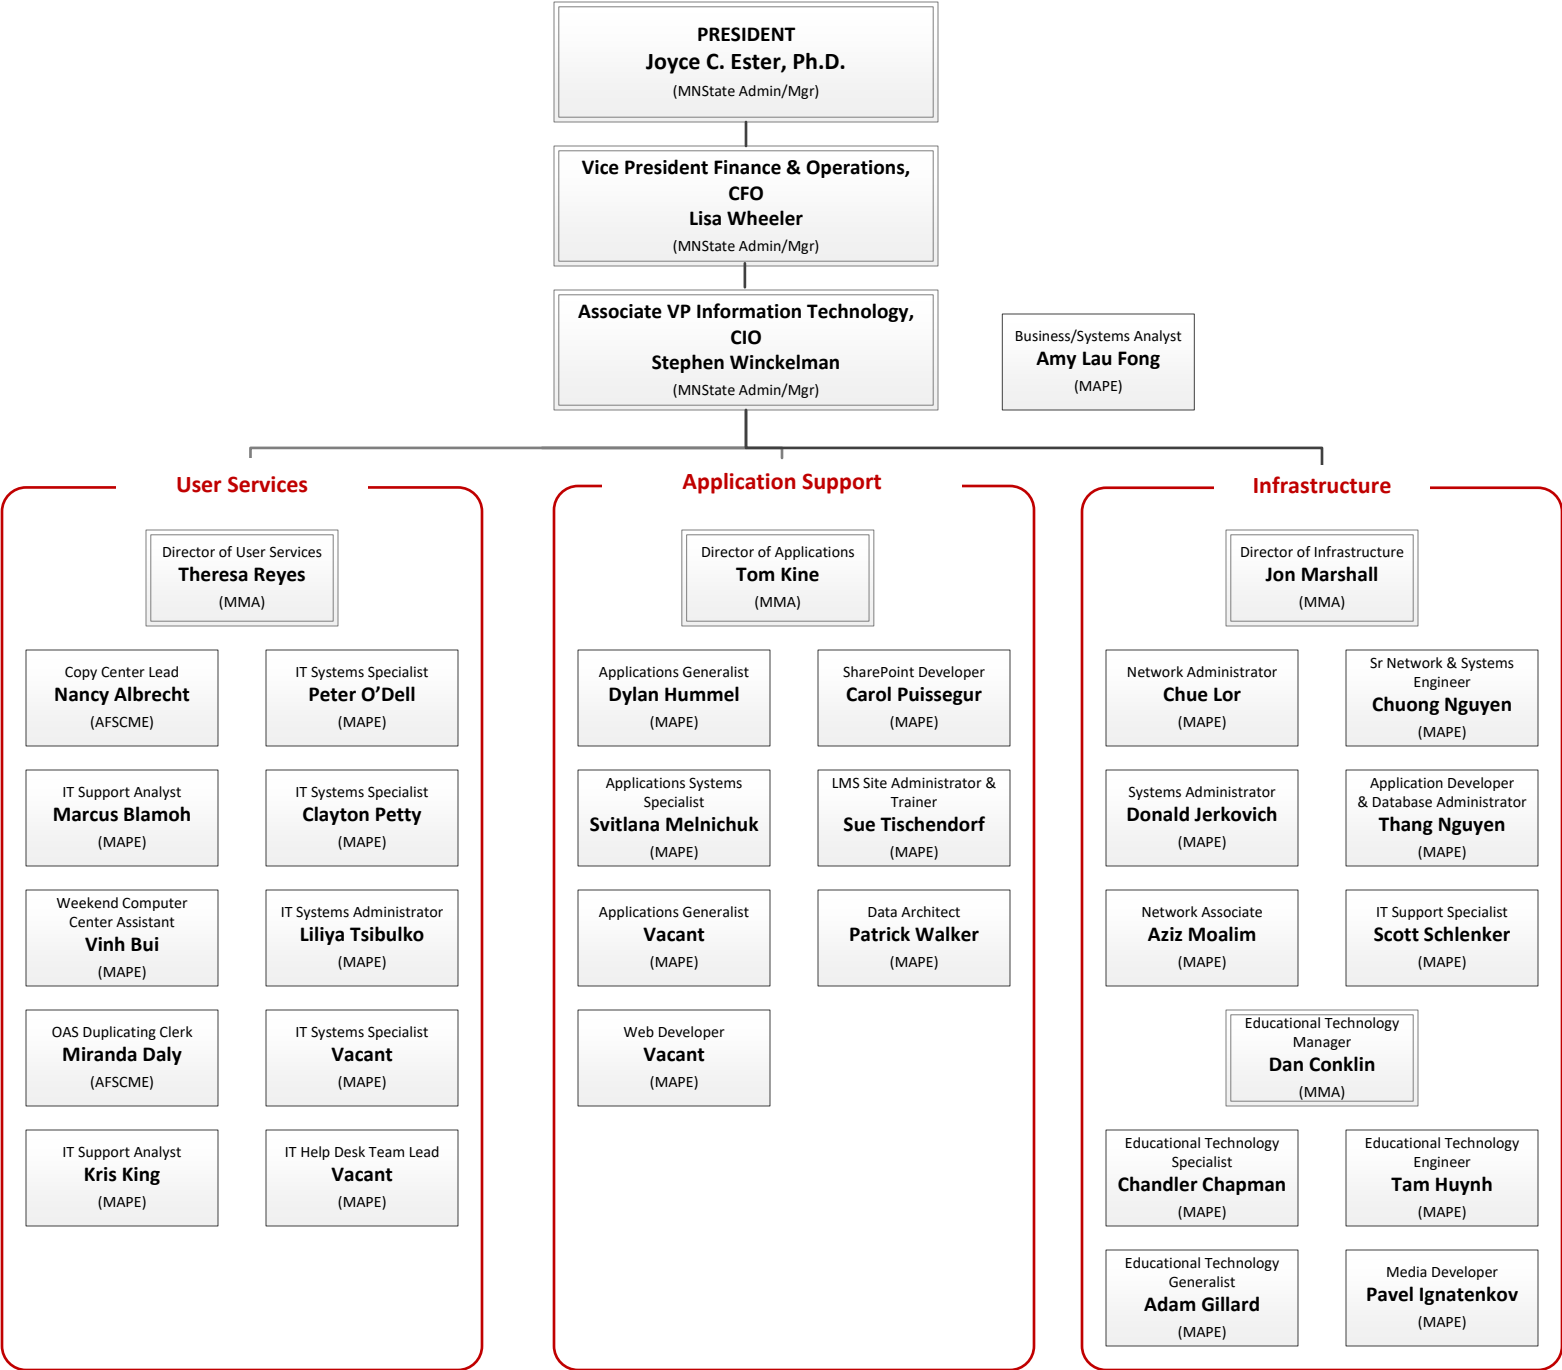 PRESIDENT
Joyce C. Ester, Ph.D.
(MNState Admin/Mgr)
Vice President Finance & Operations,
CFO
Lisa Wheeler
(MNState Admin/Mgr)
Associate VP Information Technology,
CIO
Stephen Winckelman
(MNState Admin/Mgr)
Business/Systems Analyst
Amy Lau Fong
(MAPE)
User Services
Director of User Services
Theresa Reyes
(MMA)
Copy Center Lead
Nancy Albrecht
(AFSCME)
IT Systems Specialist
Peter O’Dell
(MAPE)
IT Support Analyst
Marcus Blamoh
(MAPE)
IT Systems Specialist
Clayton Petty
(MAPE)
Weekend Computer
Center Assistant
Vinh Bui
(MAPE)
IT Systems Administrator
Liliya Tsibulko
(MAPE)
OAS Duplicating Clerk
Miranda Daly
(AFSCME)
IT Systems Specialist
Vacant
(MAPE)
IT Support Analyst
Kris King
(MAPE)
IT Help Desk Team Lead
Vacant
(MAPE)
Application Support
Director of Applications
Tom Kine
(MMA)
Applications Generalist
Dylan Hummel
(MAPE)
SharePoint Developer
Carol Puissegur
(MAPE)
Applications Systems
Specialist
Svitlana Melnichuk
(MAPE)
LMS Site Administrator &
Trainer
Sue Tischendorf
(MAPE)
Applications Generalist
Vacant
(MAPE)
Data Architect
Patrick Walker
(MAPE)
Web Developer
Vacant
(MAPE)
Infrastructure
Director of Infrastructure
Jon Marshall
(MMA)
Network Administrator
Chue Lor
(MAPE)
Sr Network & Systems
Engineer
Chuong Nguyen
(MAPE)
Systems Administrator
Donald Jerkovich
(MAPE)
Application Developer
& Database Administrator
Thang Nguyen
(MAPE)
Network Associate
Aziz Moalim
(MAPE)
IT Support Specialist
Scott Schlenker
(MAPE)
Educational Technology
Manager
Dan Conklin
(MMA)
Educational Technology
Specialist
Chandler Chapman
(MAPE)
Educational Technology
Engineer
Tam Huynh
(MAPE)
Educational Technology
Generalist
Adam Gillard
(MAPE)
Media Developer
Pavel Ignatenkov
(MAPE)